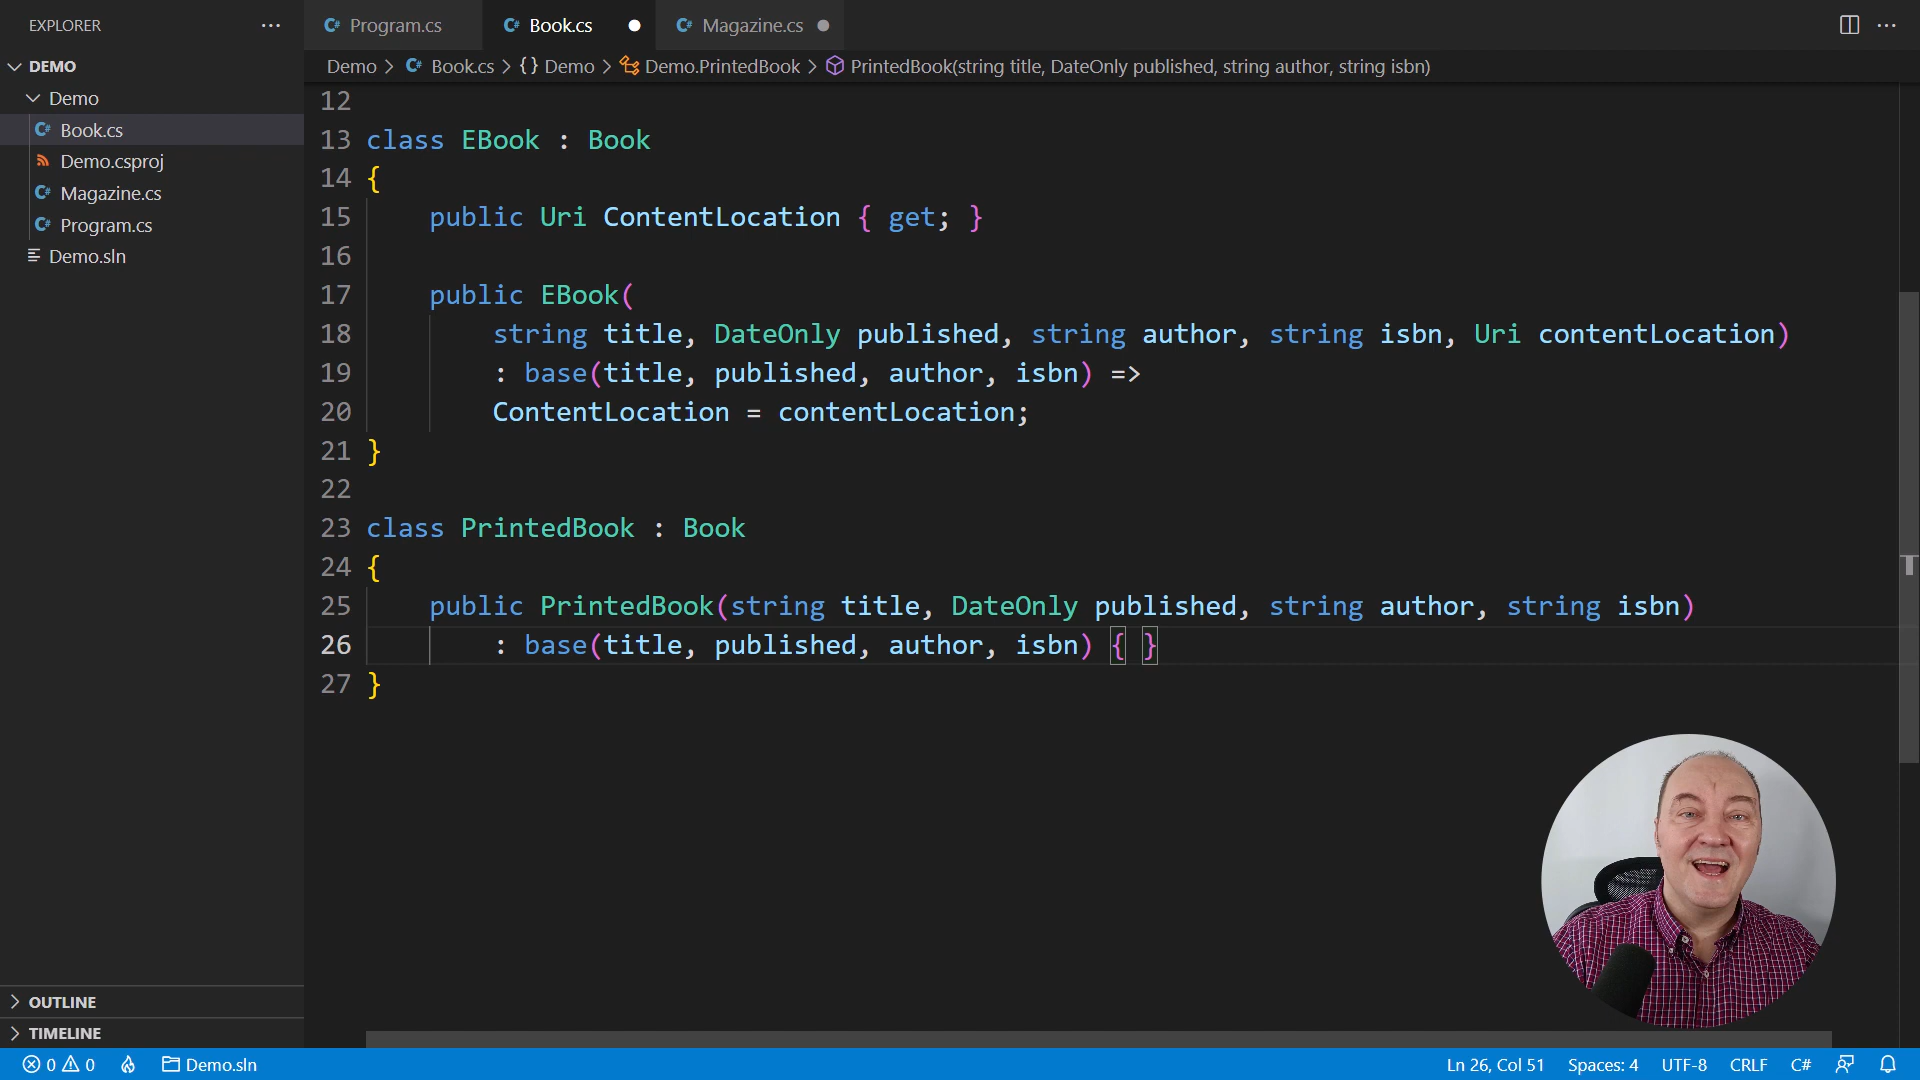 EXPLORER
DEMO
Demo
Book.cs
Demo.csproj
Magazine.cs
Program.cs
Demo.sln
OUTLINE
TIMELINE
C# Program.cs C# Book.cs C# Magazine.cs
Demo > C# Book.cs > {} Demo > Demo.PrintedBook > PrintedBook(string title, DateOnly published, string author, string isbn)
12
13 class EBook : Book
14 {
15     public Uri ContentLocation { get; }
16
17     public EBook(
18         string title, DateOnly published, string author, string isbn, Uri contentLocation)
19         : base(title, published, author, isbn) =>
20         ContentLocation = contentLocation;
21 }
22
23 class PrintedBook : Book
24 {
25     public PrintedBook(string title, DateOnly published, string author, string isbn)
26         : base(title, published, author, isbn) { }
27 }
0 0 Demo.sln Ln 26, Col 51 Spaces: 4 UTF-8 CRLF C#